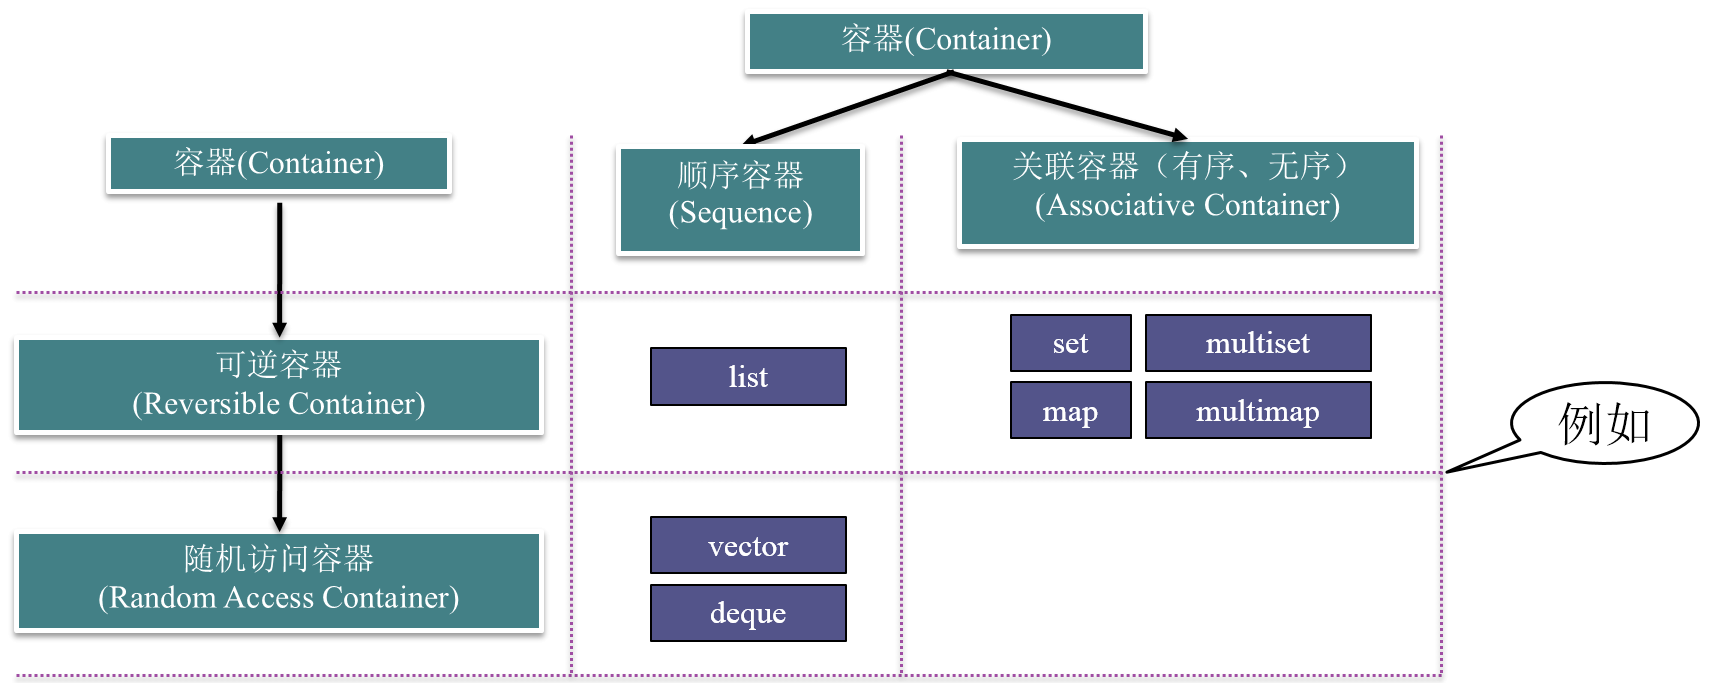 容器(Container)
容器(Container)
顺序容器
(Sequence)
关联容器（有序、无序）
(Associative Container)
可逆容器
(Reversible Container)
list
set
multiset
map
multimap
例如
随机访问容器
(Random Access Container)
vector
deque